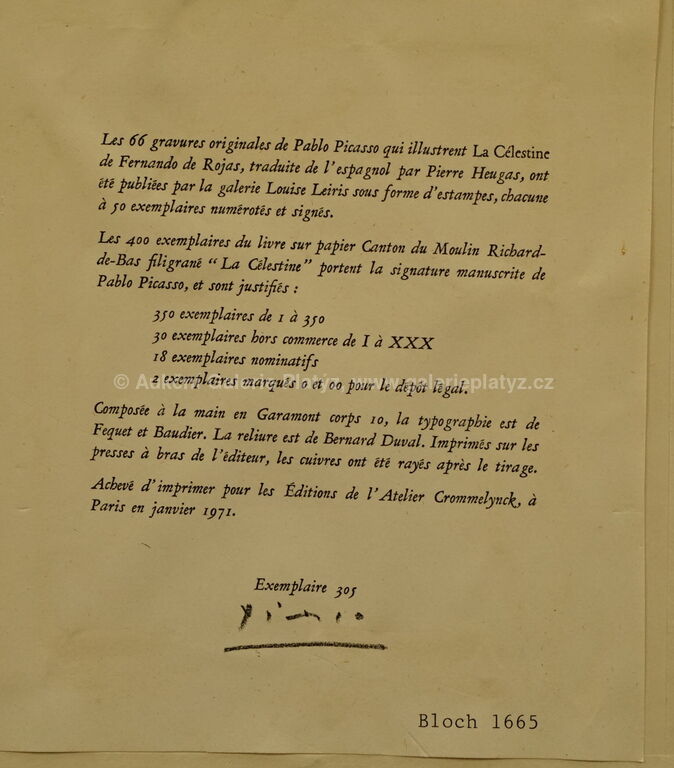 Les 66 gravures originales de Pablo Picasso qui illustrent La Célestine
de Fernando de Rojas, traduite de l'espagnol par Pierre Heugas, ont
été publiées par la galerie Louise Leiris sous forme d'estampes, chacune
à 50 exemplaires numérotés et signés.
Les 400 exemplaires du livre sur papier Canton du Moulin Richard-
de-Bas filigrané “ La Célestine ” portent la signature manuscrite de
Pablo Picasso, et sont justifiés :
350 exemplaires de 1 à 350
30 exemplaires hors commerce de I à XXX
18 exemplaires nominatifs
2 exemplaires marqués 0 et 00 pour le dépôt légal.
www.galerieplatyz.cz
Composée à la main en Garamont corps 10, la typographie est de
Fequet et Baudier. La reliure est de Bernard Duval. Imprimés sur les
presses à bras de l'éditeur, les cuivres ont été rayés après le tirage.
Achevé d'imprimer pour les Éditions de l'Atelier Crommelynck, à
Paris en janvier 1971.
Exemplaire 305
Picasso
Bloch 1665